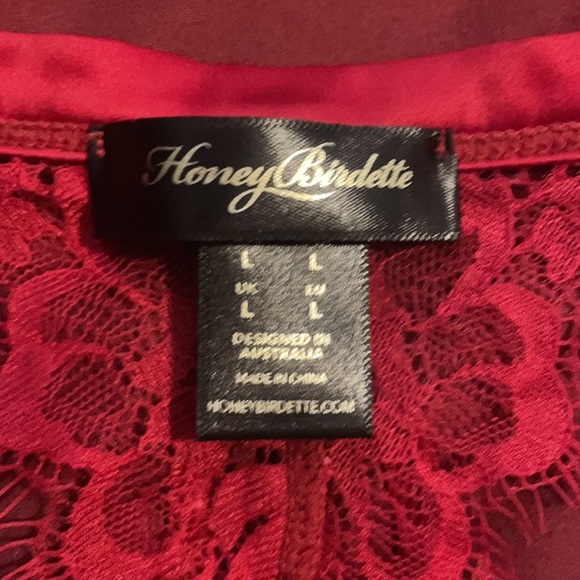 Honey Birdette
L L
UK EU
L L
DESIGNED IN
AUSTRALIA
MADE IN CHINA
HONEYBIRDETTE.COM